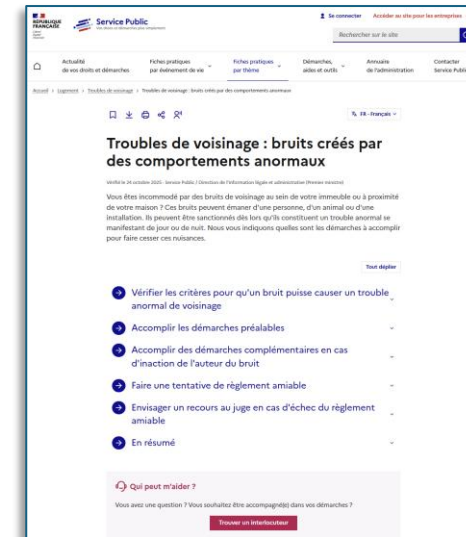 RÉPUBLIQUE
FRANÇAISE
Service Public
Vos droits et démarches plus simplement
Se connecter
Accéder au site pour les entreprises
Rechercher sur le site
Actualité
de vos droits et démarches
Fiches pratiques
par événement de vie
Fiches pratiques
par thème
Démarches,
aides et outils
Annuaire
de l'administration
Contacter
Service Publi
Accueil > Logement > Troubles de voisinage > Troubles de voisinage : bruits créés par des comportements anormaux
FR - Français
Troubles de voisinage : bruits créés par
des comportements anormaux
Vérifié le 24 octobre 2025 - Service Public / Direction de l'information légale et administrative (Premier ministre)
Vous êtes incommodé par des bruits de voisinage au sein de votre immeuble ou à proximité
de votre maison ? Ces bruits peuvent émaner d'une personne, d'un animal ou d'une
installation. Ils peuvent être sanctionnés dès lors qu'ils constituent un trouble anormal se
manifestant de jour ou de nuit. Nous vous indiquons quelles sont les démarches à accomplir
pour faire cesser ces nuisances.
Tout déplier
Vérifier les critères pour qu'un bruit puisse causer un trouble
anormal de voisinage
Accomplir les démarches préalables
Accomplir des démarches complémentaires en cas
d'inaction de l'auteur du bruit
Faire une tentative de règlement amiable
Envisager un recours au juge en cas d'échec du règlement
amiable
En résumé
Qui peut m'aider ?
Vous avez une question ? Vous souhaitez être accompagné(e) dans vos démarches ?
Trouver un interlocuteur